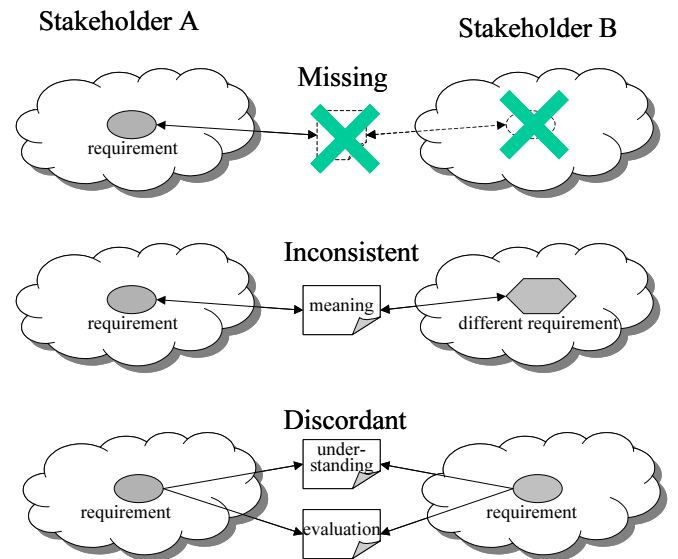 Stakeholder A
Stakeholder B
Missing
requirement
Inconsistent
meaning
requirement
different requirement
Discordant
under-
standing
requirement
requirement
evaluation